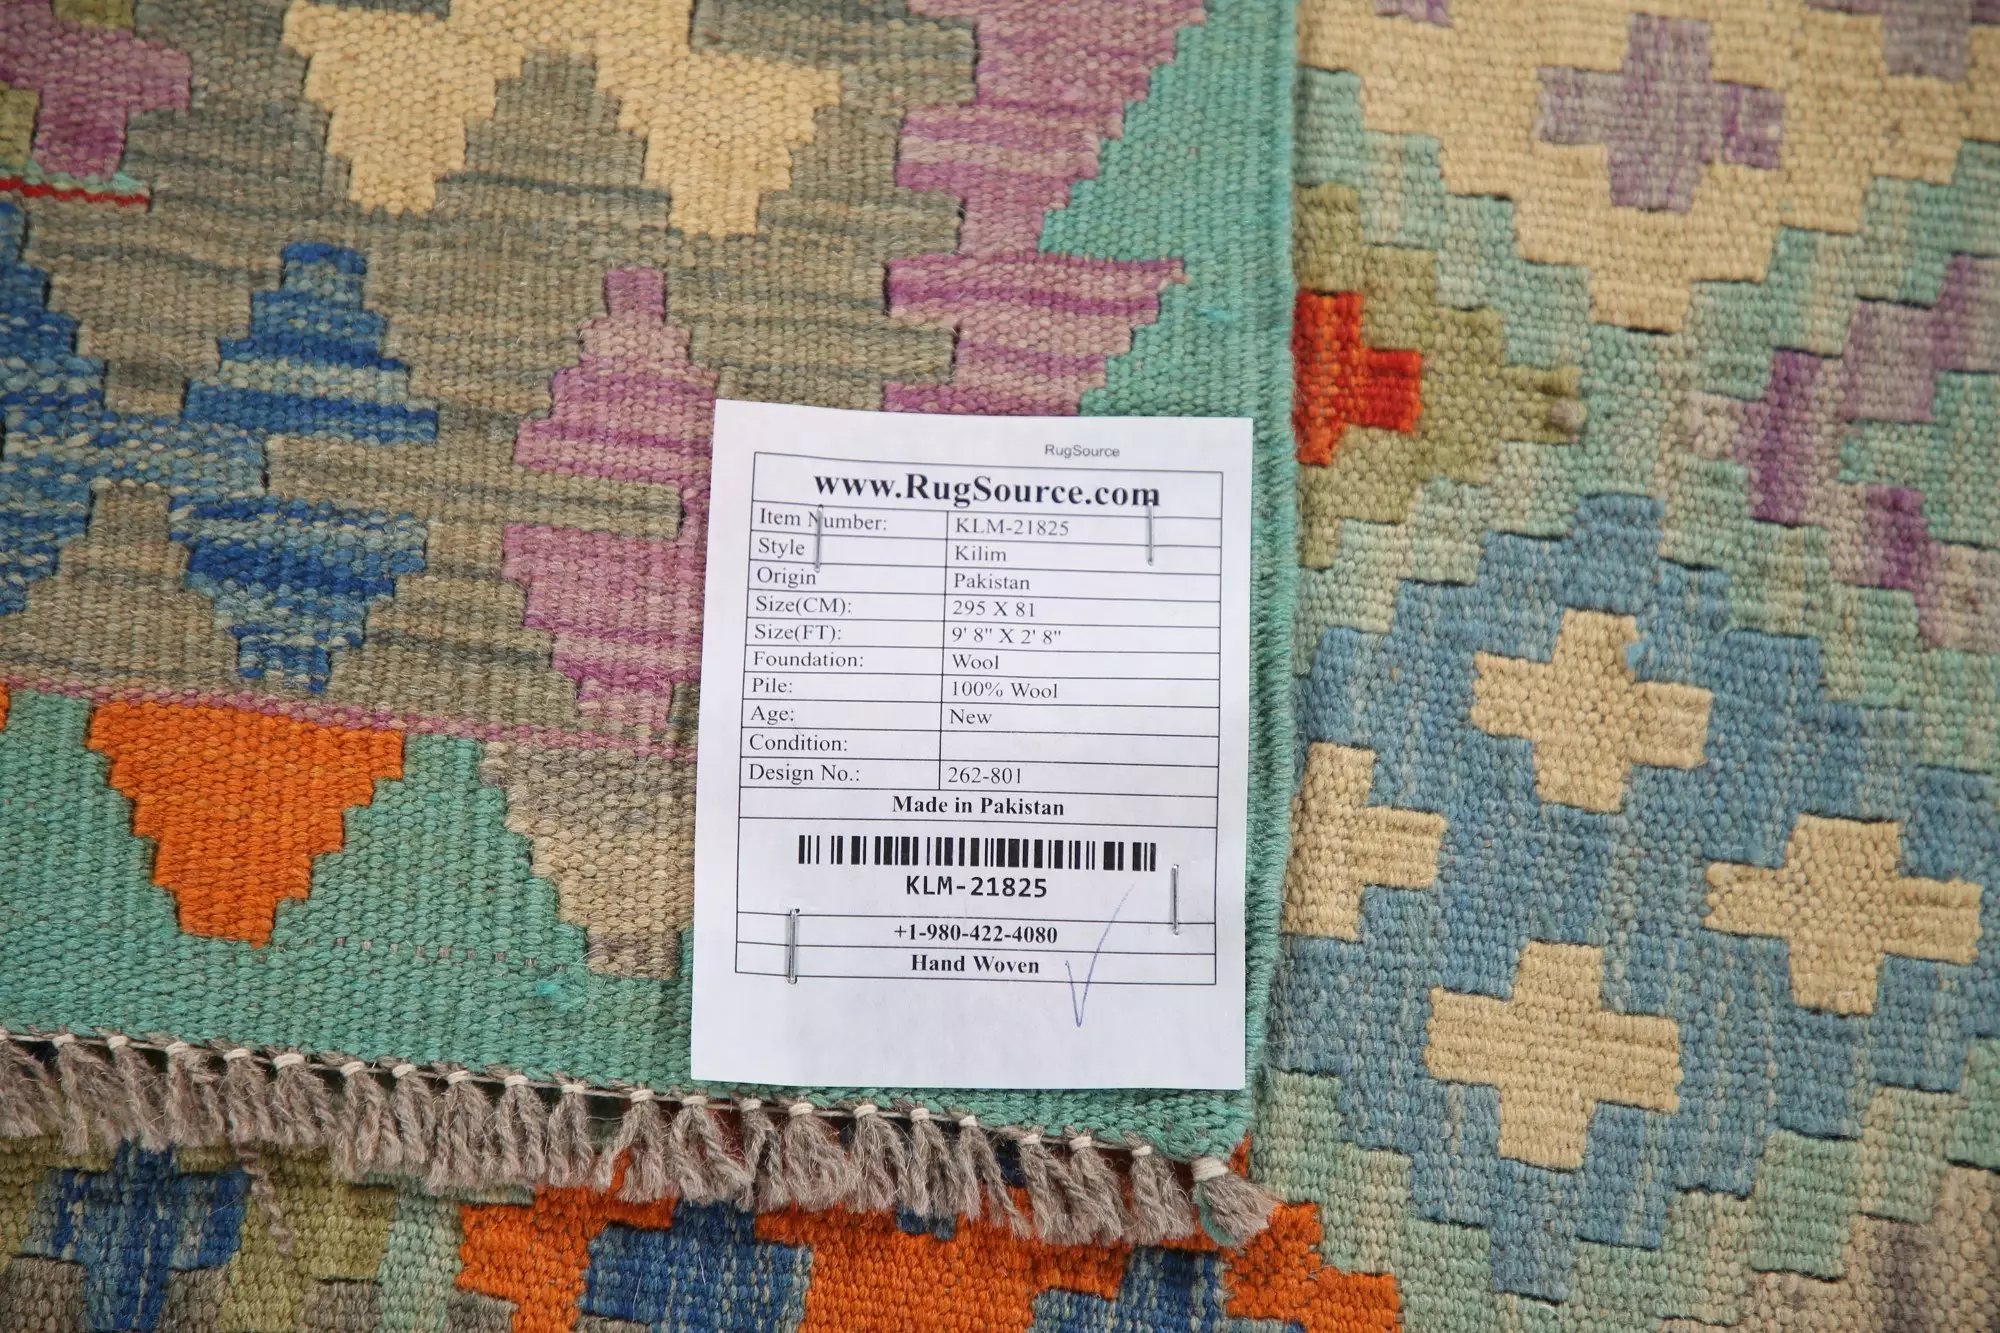 RugSource
www.RugSource.com
Item Number: KLM-21825
Style Kilim
Origin Pakistan
Size(CM): 295 X 81
Size(FT): 9' 8" X 2' 8"
Foundation: Wool
Pile: 100% Wool
Age: New
Condition:
Design No.: 262-801
Made in Pakistan
KLM-21825
+1-980-422-4080
Hand Woven